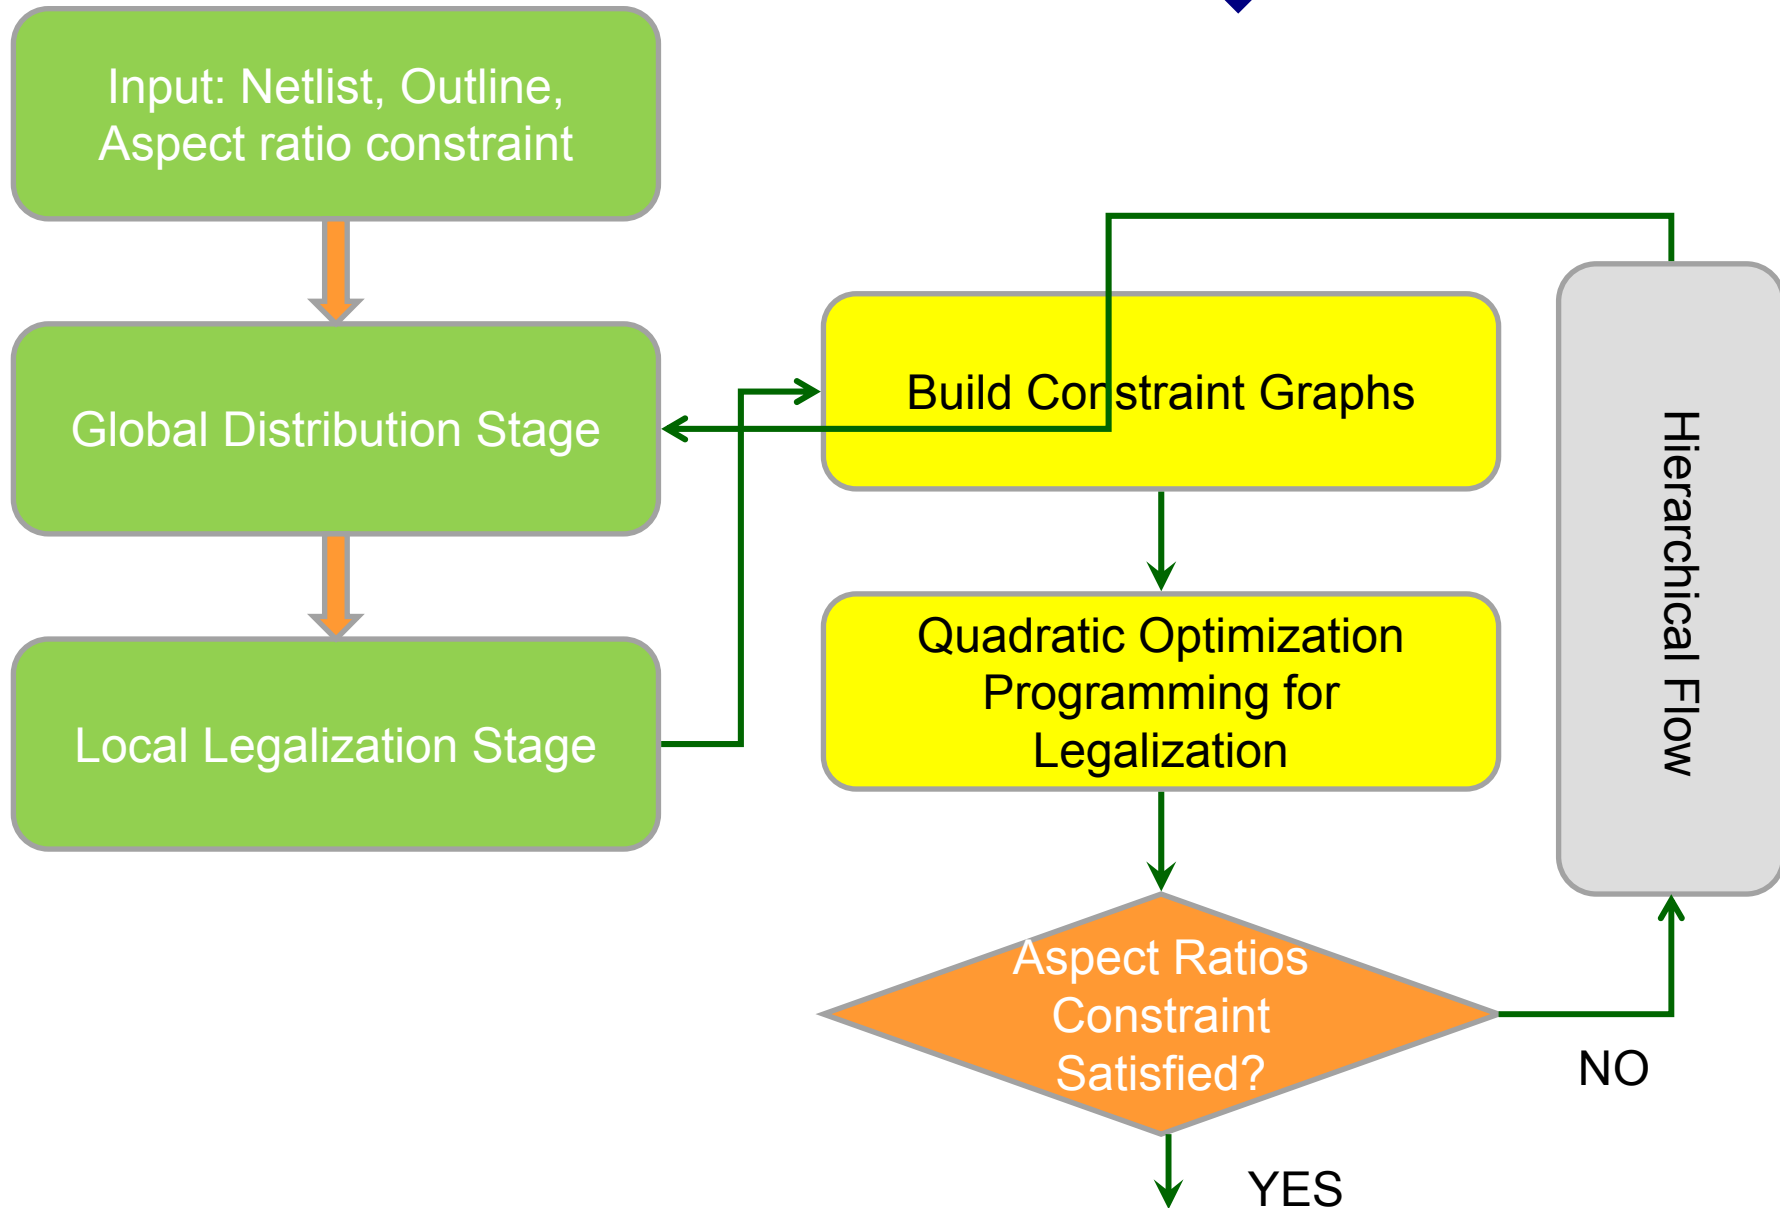 Input: Netlist, Outline,
Aspect ratio constraint
Global Distribution Stage
Local Legalization Stage
Build Constraint Graphs
Quadratic Optimization
Programming for
Legalization
Aspect Ratios
Constraint
Satisfied?
YES
NO
Hierarchical Flow